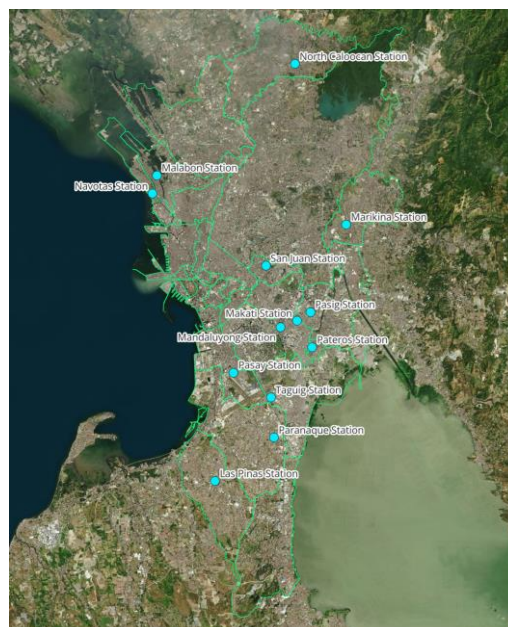 North Caloocan Station
Malabon Station
Navotas Station
Marikina Station
San Juan Station
Pasig Station
Makati Station
Mandaluyong Station
Pateros Station
Pasay Station
Taguig Station
Paranaque Station
Las Pinas Station